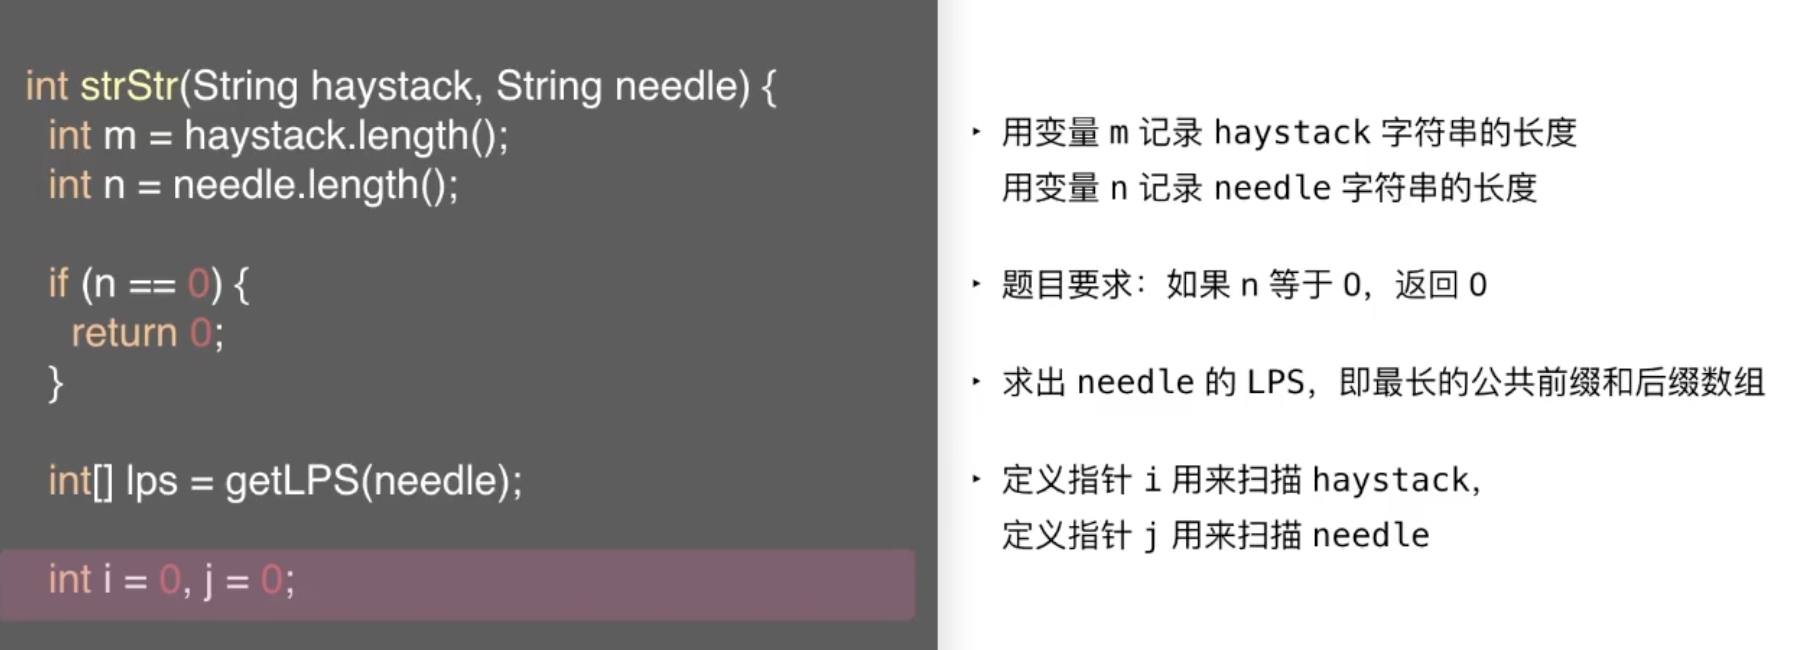 int strStr(String haystack, String needle) {
int m = haystack.length();
int n = needle.length();
if (n == 0) {
return 0;
}
int[] lps = getLPS(needle);
int i = 0, j = 0;
‣ 用变量 m 记录 haystack 字符串的长度
用变量 n 记录 needle 字符串的长度
‣ 题目要求：如果 n 等于 0，返回 0
‣ 求出 needle 的 LPS，即最长的公共前缀和后缀数组
‣ 定义指针 i 用来扫描 haystack，
定义指针 j 用来扫描 needle